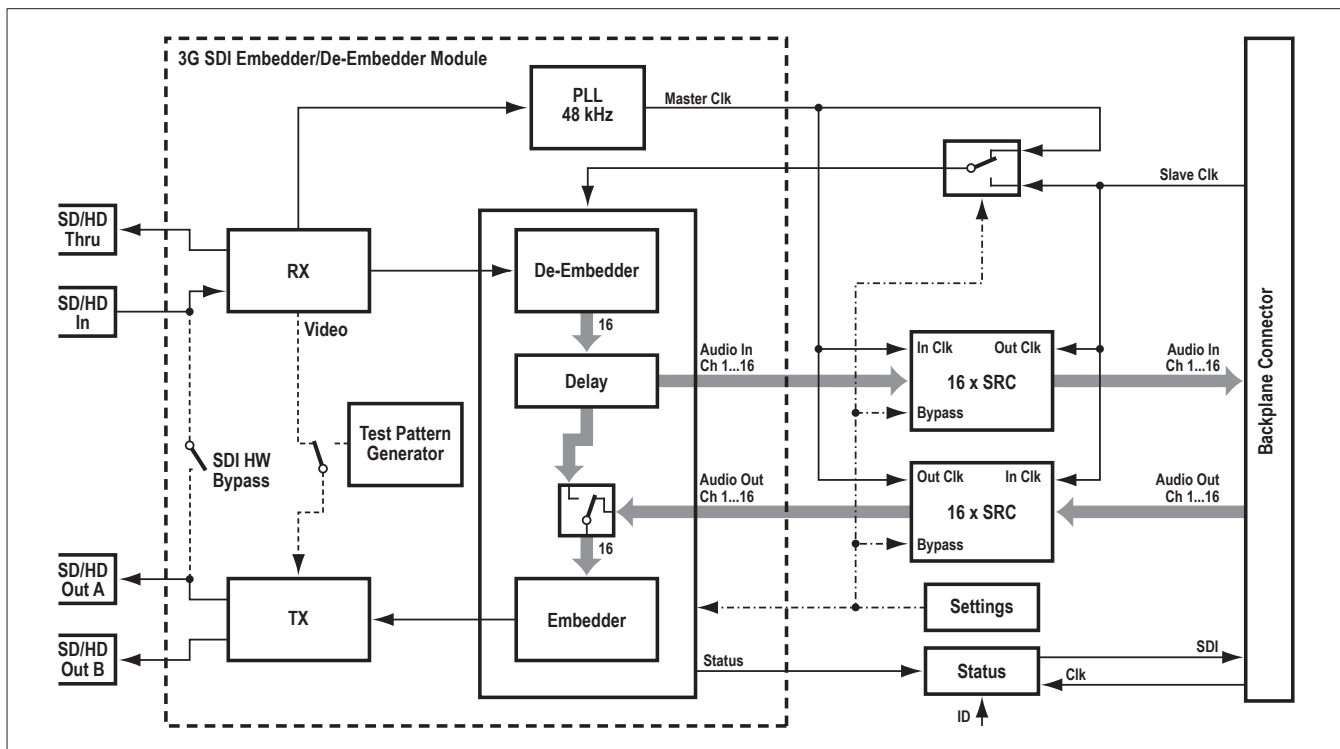 3G SDI Embedder/De-Embedder Module
PLL
48 kHz
Master Clk
Slave Clk
SD/HD
Thru
RX
De-Embedder
SD/HD
In
Video
16
In Clk
Out Clk
16 x SRC
Bypass
Audio In
Ch 1...16
Audio In
Ch 1...16
Delay
Test Pattern
Generator
SDI HW
Bypass
Audio Out
Ch 1...16
Out Clk
In Clk
16 x SRC
Bypass
Audio Out
Ch 1...16
16
Backplane Connector
SD/HD
Out A
TX
Embedder
Settings
SD/HD
Out B
Status
Status
SDI
Clk
ID